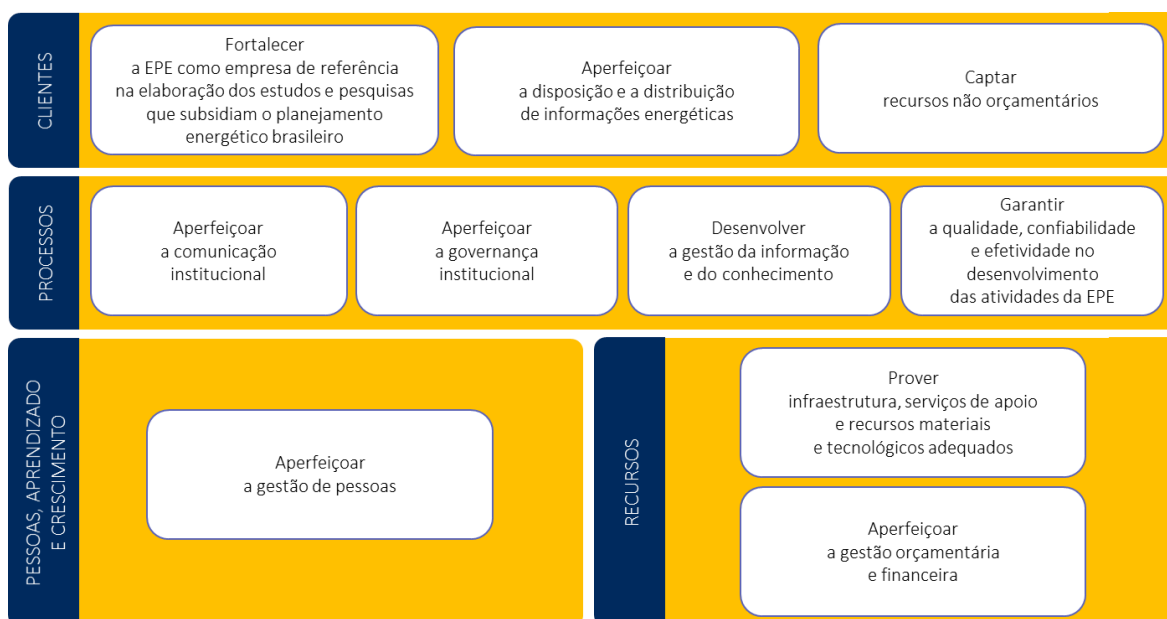 CLIENTES
Fortalecer
a EPE como empresa de referência
na elaboração dos estudos e pesquisas
que subsidiam o planejamento
energético brasileiro
Aperfeiçoar
a disposição e a distribuição
de informações energéticas
Captar
recursos não orçamentários
PROCESSOS
Aperfeiçoar
a comunicação
institucional
Aperfeiçoar
a governança
institucional
Desenvolver
a gestão da informação
e do conhecimento
Garantir
a qualidade, confiabilidade
e efetividade no
desenvolvimento
das atividades da EPE
PESSOAS, APRENDIZADO
E CRESCIMENTO
Aperfeiçoar
a gestão de pessoas
RECURSOS
Prover
infraestrutura, serviços de apoio
e recursos materiais
e tecnológicos adequados
Aperfeiçoar
a gestão orçamentária
e financeira